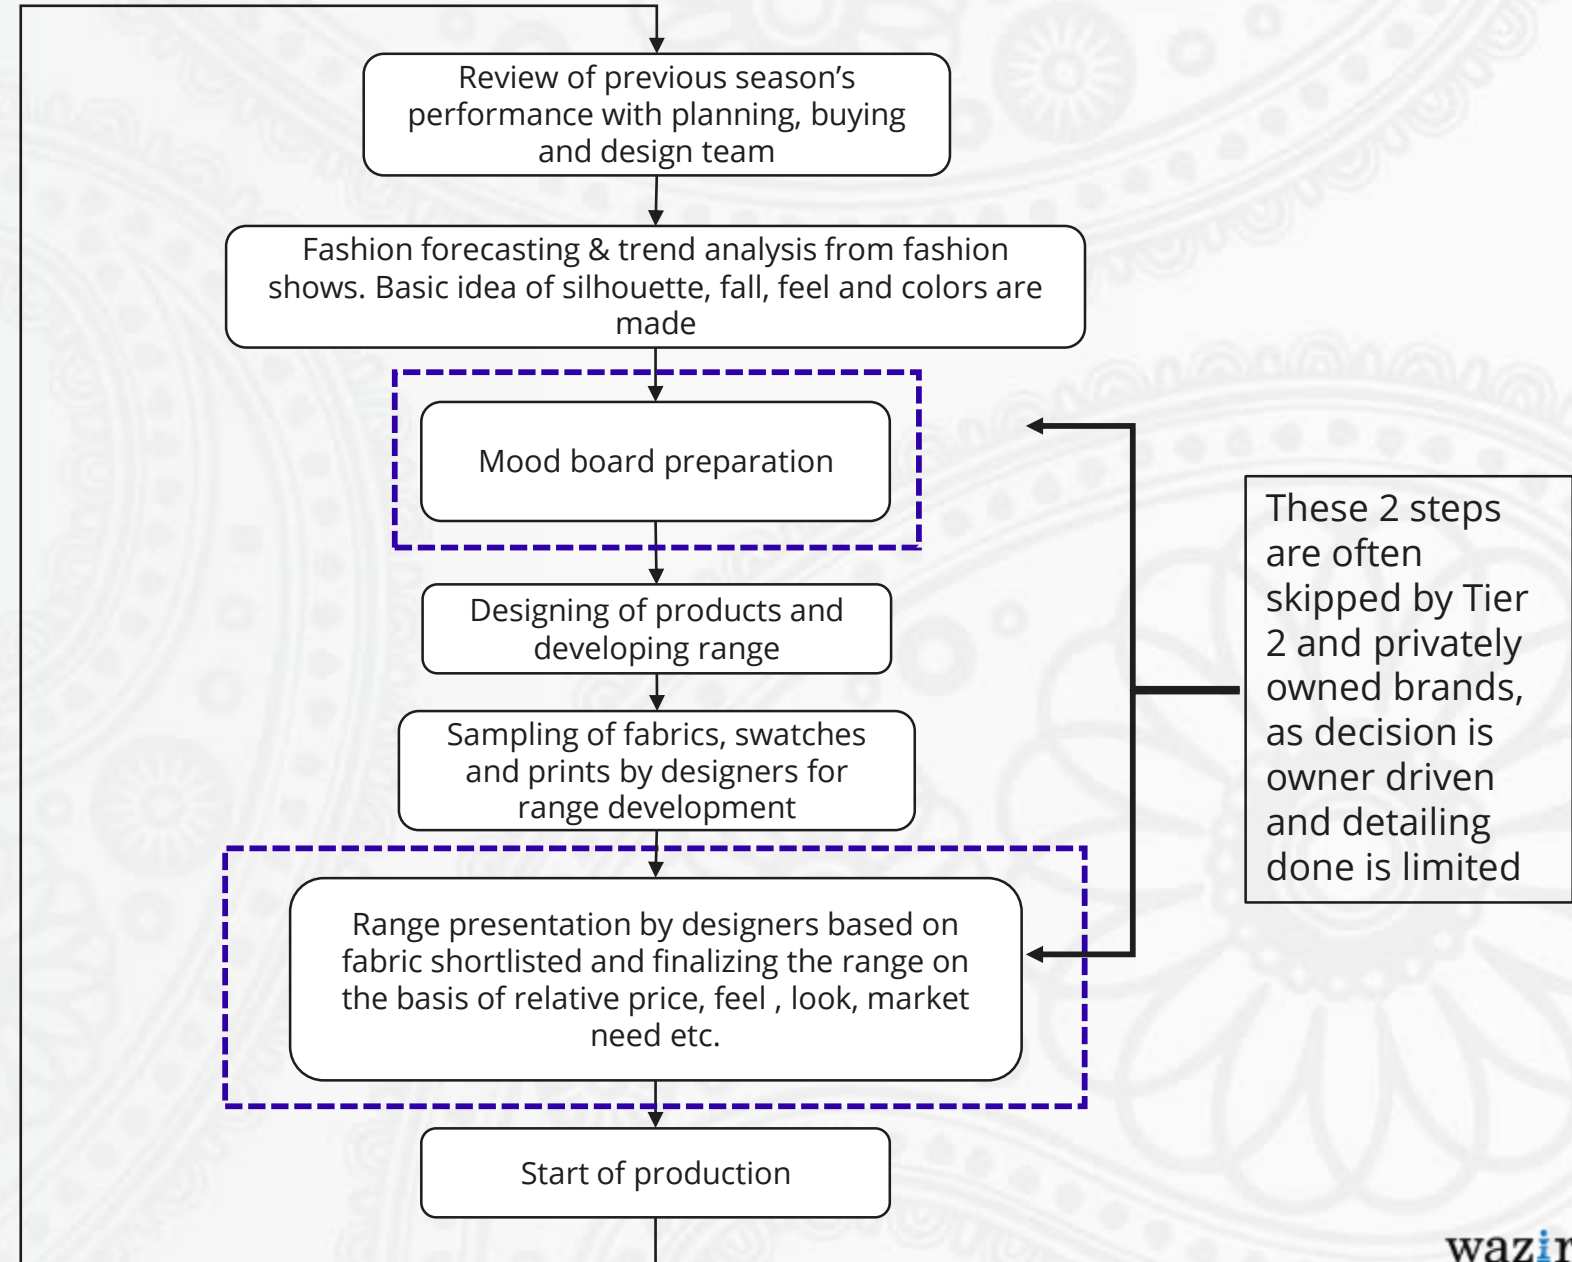 Review of previous season’s
performance with planning, buying
and design team
Fashion forecasting & trend analysis from fashion
shows. Basic idea of silhouette, fall, feel and colors are
made
Mood board preparation
Designing of products and
developing range
Sampling of fabrics, swatches
and prints by designers for
range development
Range presentation by designers based on
fabric shortlisted and finalizing the range on
the basis of relative price, feel , look, market
need etc.
Start of production
These 2 steps
are often
skipped by Tier
2 and privately
owned brands,
as decision is
owner driven
and detailing
done is limited
wazir